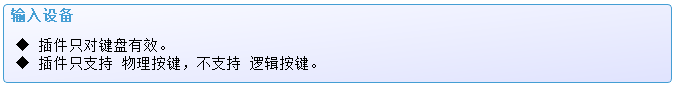 输入设备
◆ 插件只对键盘有效。
◆ 插件只支持 物理按键，不支持 逻辑按键。